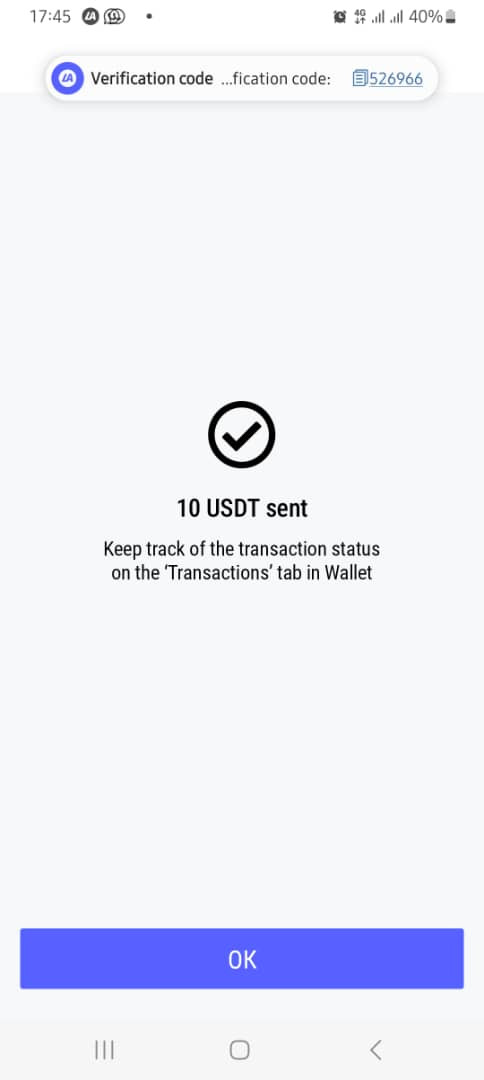 17:45 40%
4G
Verification code ...fication code: 526966
10 USDT sent
Keep track of the transaction status
on the ‘Transactions’ tab in Wallet
OK